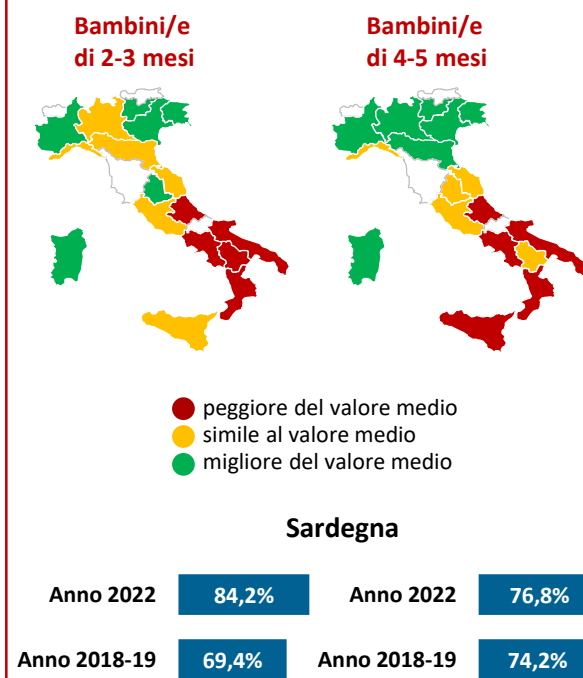 Bambini/e
di 2-3 mesi
Bambini/e
di 4-5 mesi
peggiore del valore medio
simile al valore medio
migliore del valore medio
Sardegna
Anno 2022 84,2% Anno 2022 76,8%
Anno 2018-19 69,4% Anno 2018-19 74,2%